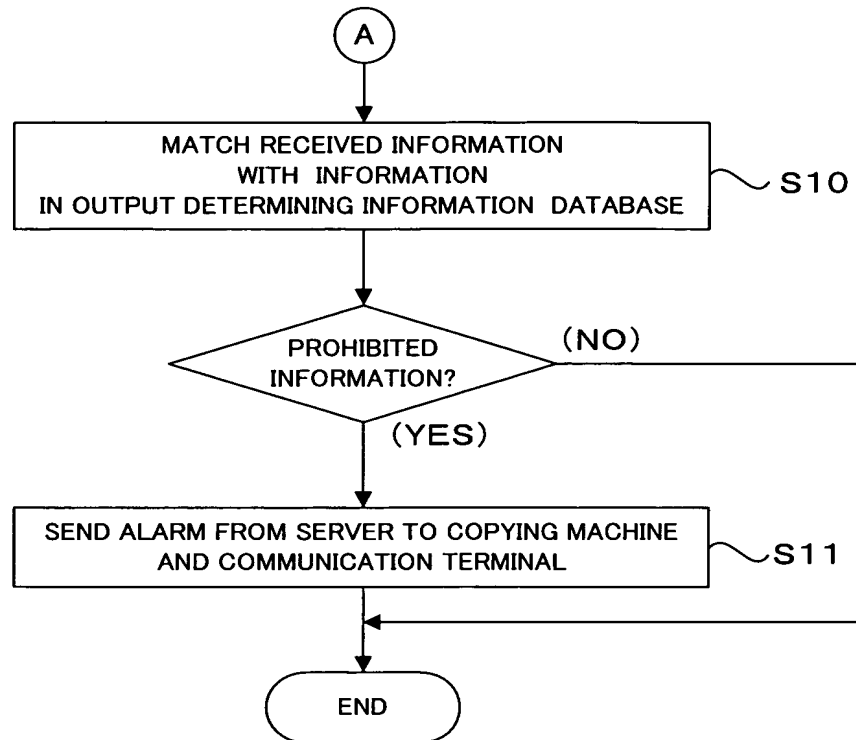 A
MATCH RECEIVED INFORMATION
WITH INFORMATION
IN OUTPUT DETERMINING INFORMATION DATABASE
S10
PROHIBITED
INFORMATION?
(NO)
(YES)
SEND ALARM FROM SERVER TO COPYING MACHINE
AND COMMUNICATION TERMINAL
S11
END